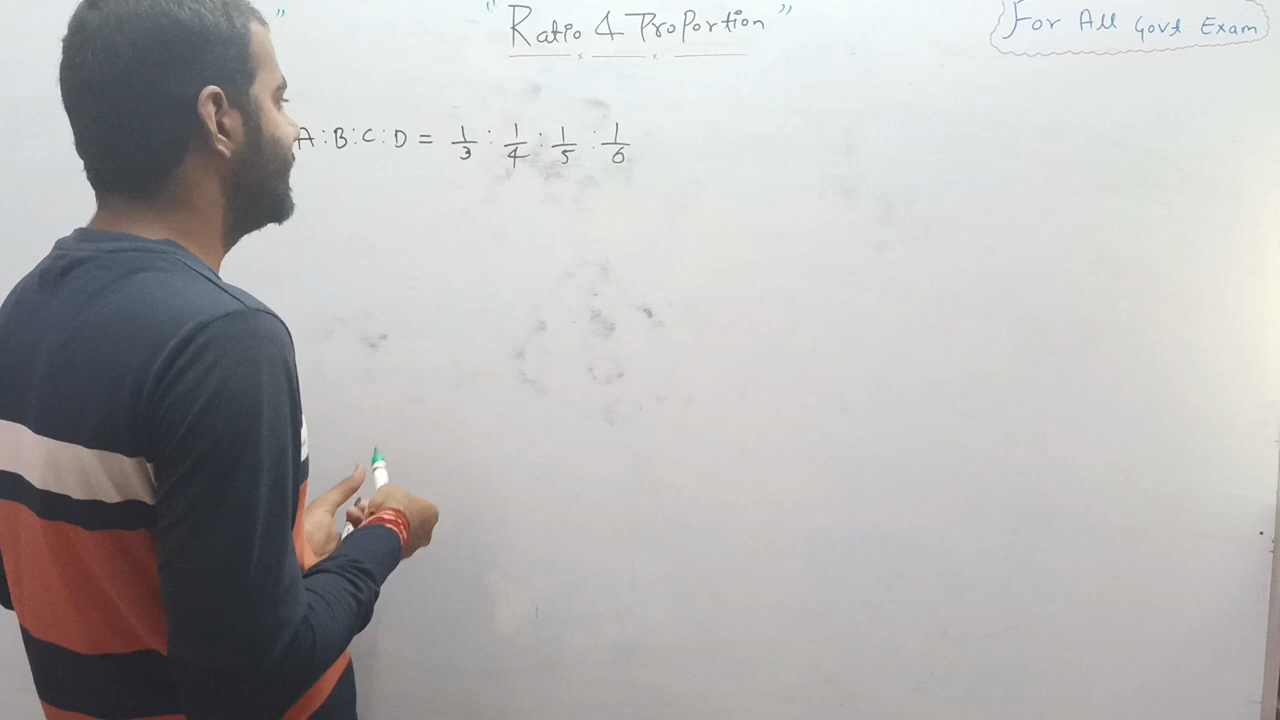 " Ratio & Proportion "
For All Govt Exam
A : B : C : D = 1/3 : 1/4 : 1/5 : 1/6